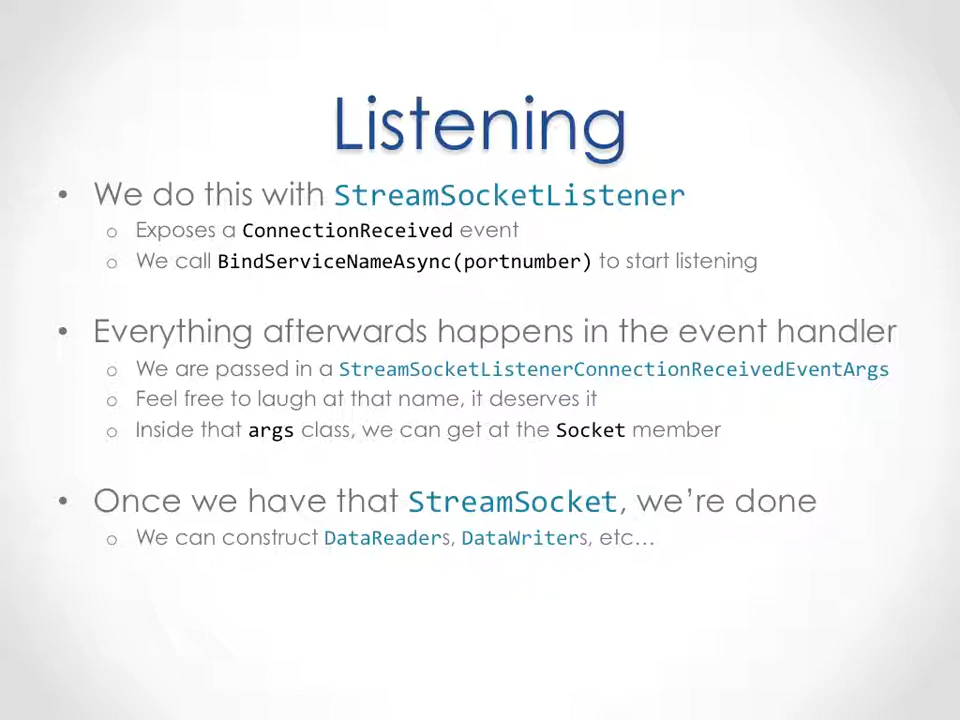 Listening
• We do this with StreamSocketListener
o Exposes a ConnectionReceived event
o We call BindServiceNameAsync(portnumber) to start listening
• Everything afterwards happens in the event handler
o We are passed in a StreamSocketListenerConnectionReceivedEventArgs
o Feel free to laugh at that name, it deserves it
o Inside that args class, we can get at the Socket member
• Once we have that StreamSocket, we’re done
o We can construct DataReaders, DataWriters, etc…